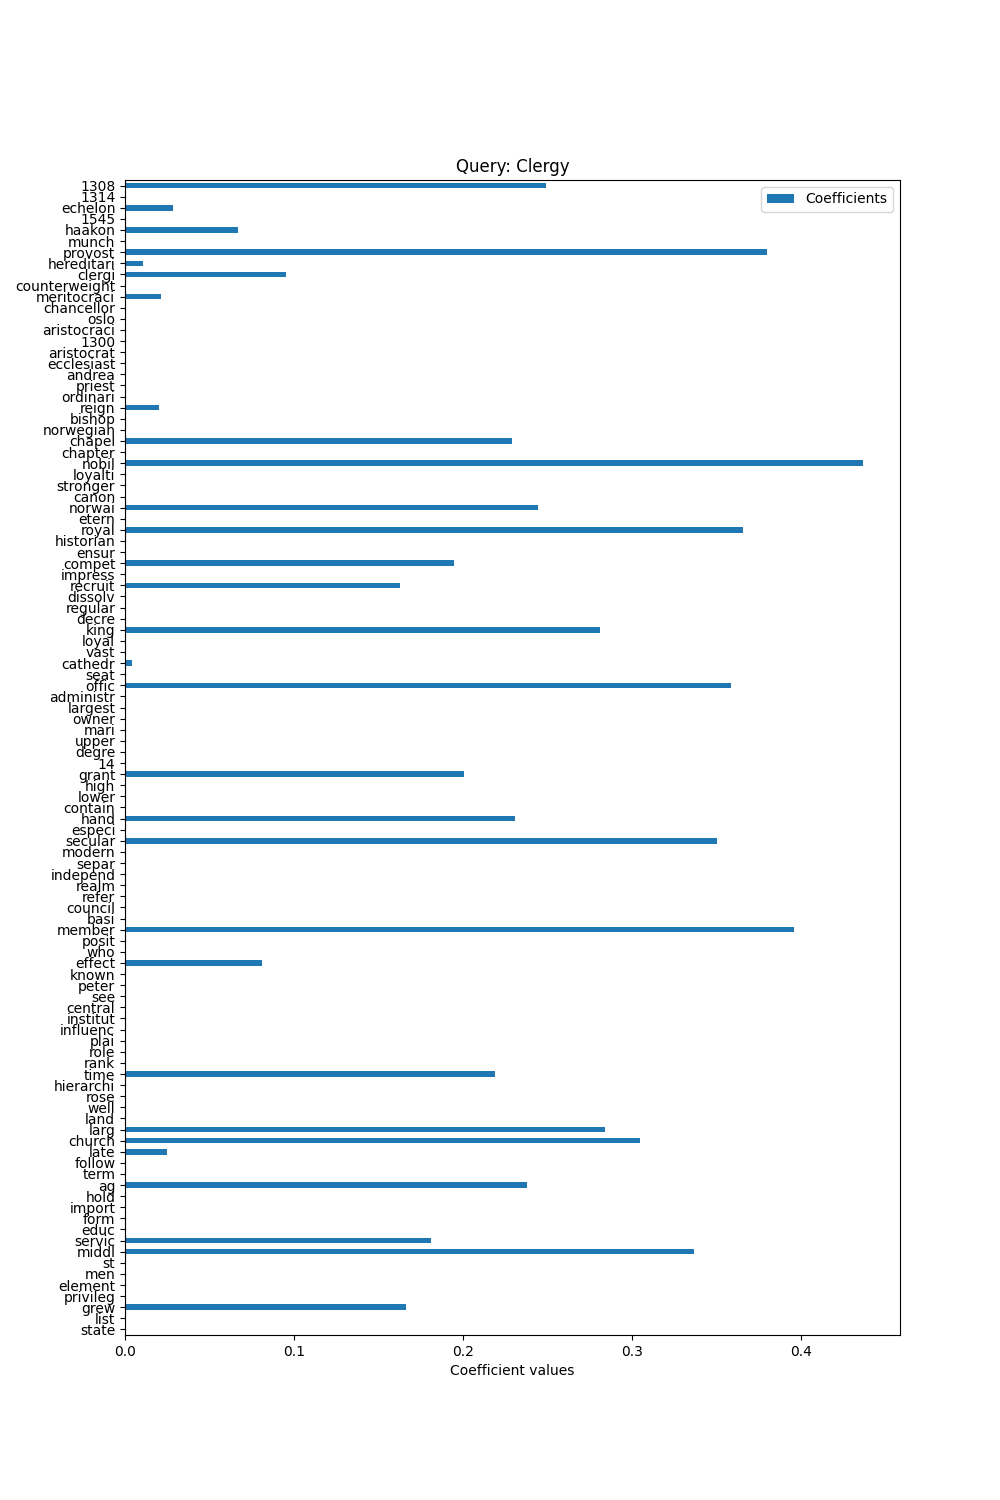 Query: Clergy
Coefficients
1308
1314
echelon
1545
haakon
munch
provost
hereditari
clergi
counterweight
meritocraci
chancellor
oslo
aristocraci
1300
aristocrat
ecclesiast
andrea
priest
ordinari
reign
bishop
norwegian
chapel
chapter
nobil
loyalti
stronger
canon
norwai
etern
royal
historian
ensur
compet
impress
recruit
dissolv
regular
decre
king
loyal
vast
cathedr
seat
offic
administr
largest
owner
mari
upper
degre
14
grant
high
lower
contain
hand
especi
secular
modern
separ
independ
realm
refer
council
basi
member
posit
who
effect
known
peter
see
central
institut
influenc
plai
role
rank
time
hierarchi
rose
well
land
larg
church
late
follow
term
ag
hold
import
form
educ
servic
middl
st
men
element
privileg
grew
list
state
0.0 0.1 0.2 0.3 0.4
Coefficient values